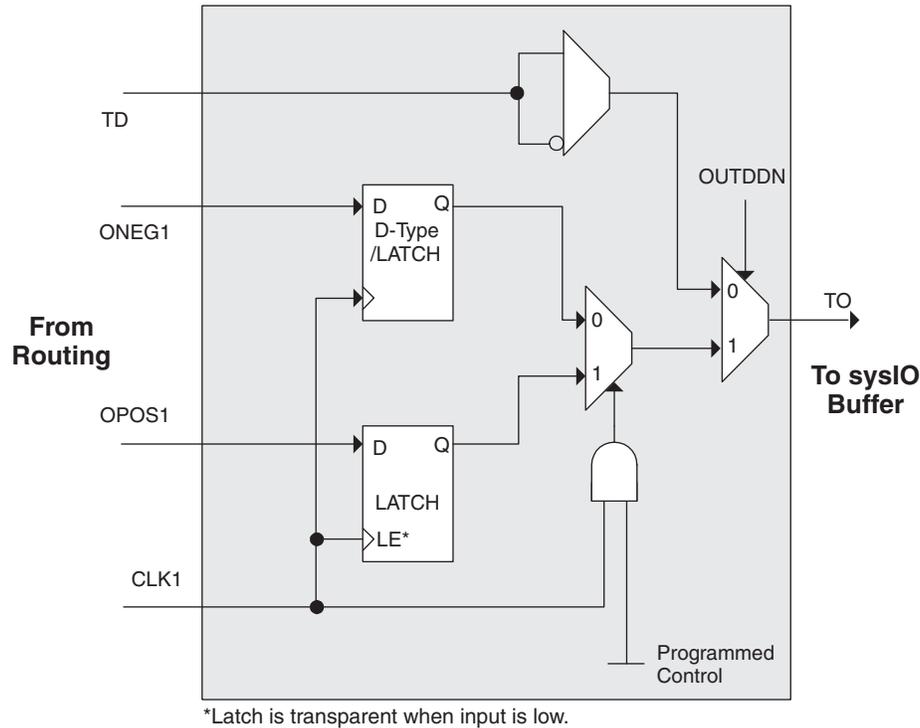 TD
OUTDDN
ONEG1
D
Q
D-Type
/LATCH
0
TO
0
1
1
From
Routing
To sysIO
Buffer
OPOS1
D
Q
LATCH
LE*
CLK1
Programmed
Control
*Latch is transparent when input is low.